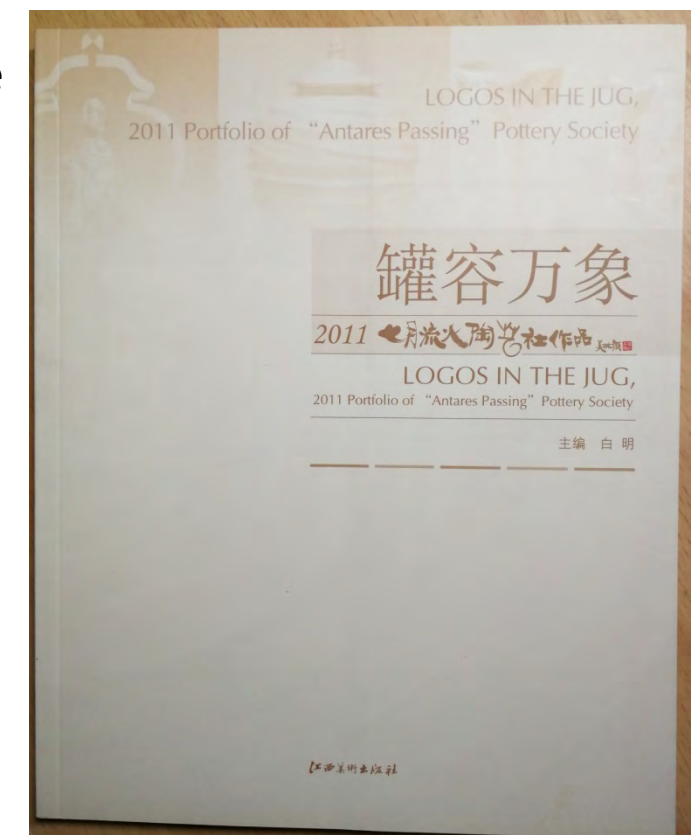 LOGOS IN THE JUG,
2011 Portfolio of “Antares Passing” Pottery Society
罐容万象
2011 七月流火陶艺社作品
LOGOS IN THE JUG,
2011 Portfolio of “Antares Passing” Pottery Society
主编 白明
江西美术出版社